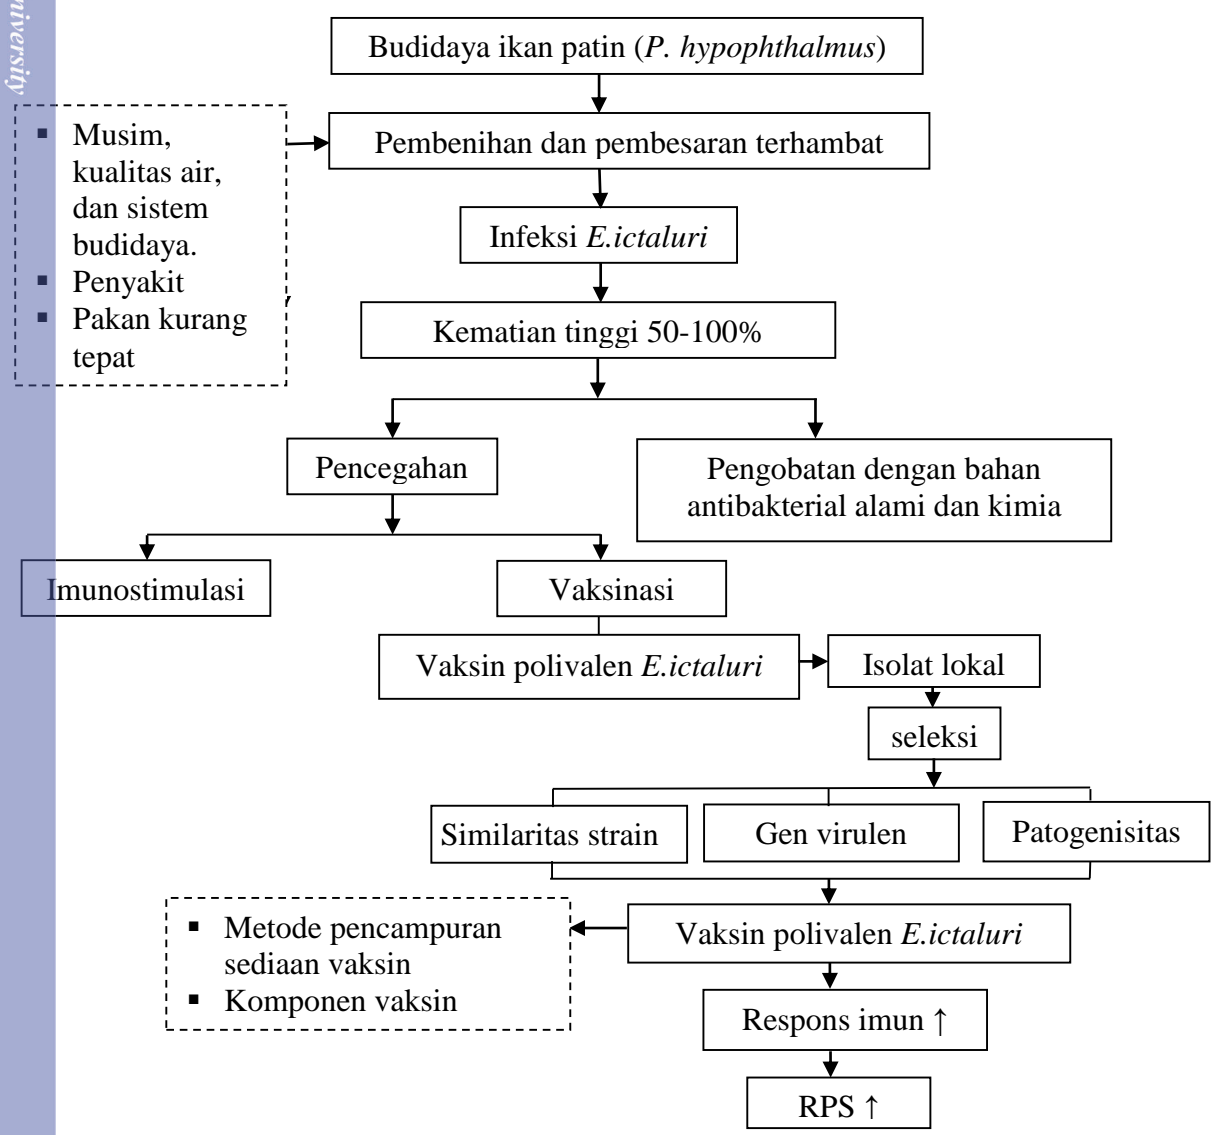 niversity
Budidaya ikan patin (P. hypophthalmus)
▪ Musim,
kualitas air,
dan sistem
budidaya.
▪ Penyakit
▪ Pakan kurang
tepat
Pembenihan dan pembesaran terhambat
Infeksi E.ictaluri
Kematian tinggi 50-100%
Pencegahan
Pengobatan dengan bahan
antibakterial alami dan kimia
Imunostimulasi
Vaksinasi
Vaksin polivalen E.ictaluri
Isolat lokal
seleksi
Similaritas strain
Gen virulen
Patogenisitas
▪ Metode pencampuran
sediaan vaksin
▪ Komponen vaksin
Vaksin polivalen E.ictaluri
Respons imun ↑
RPS ↑